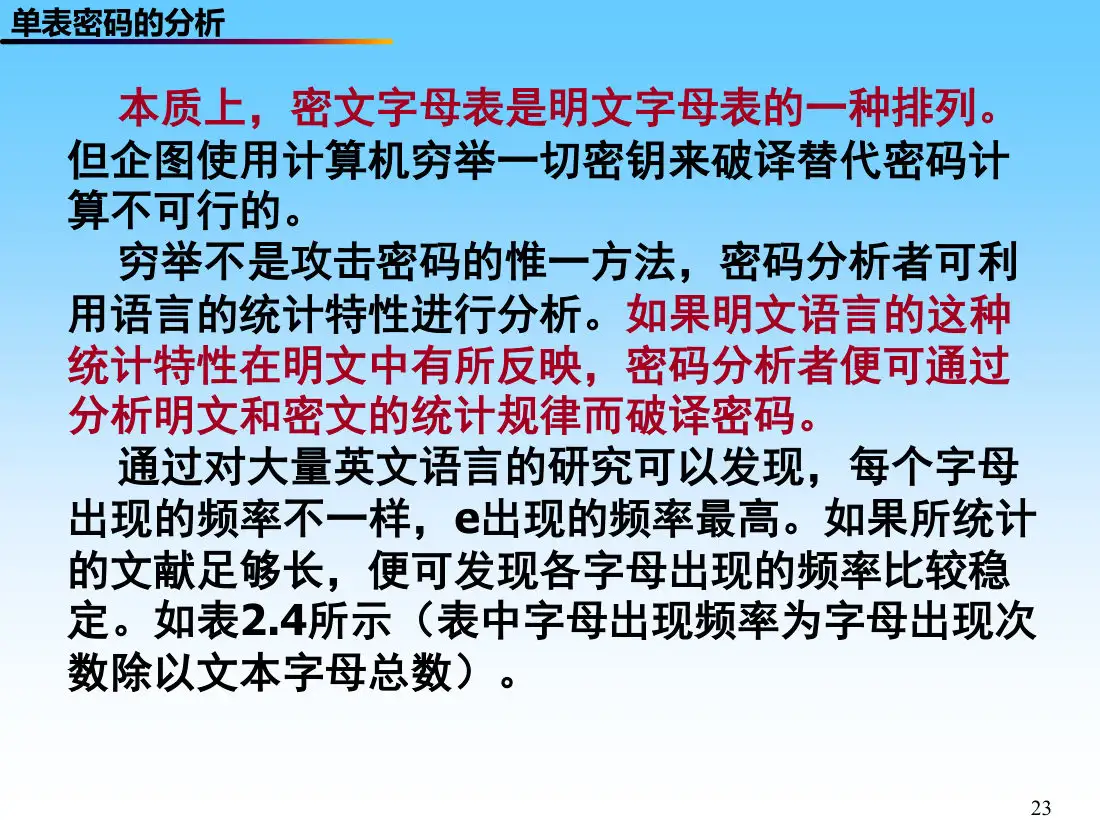 单表密码的分析
本质上，密文字母表是明文字母表的一种排列。
但企图使用计算机穷举一切密钥来破译替代密码计
算不可行的。
穷举不是攻击密码的惟一方法，密码分析者可利
用语言的统计特性进行分析。如果明文语言的这种
统计特性在明文中有所反映，密码分析者便可通过
分析明文和密文的统计规律而破译密码。
通过对大量英文语言的研究可以发现，每个字母
出现的频率不一样，e出现的频率最高。如果所统计
的文献足够长，便可发现各字母出现的频率比较稳
定。如表2.4所示（表中字母出现频率为字母出现次
数除以文本字母总数）。
23